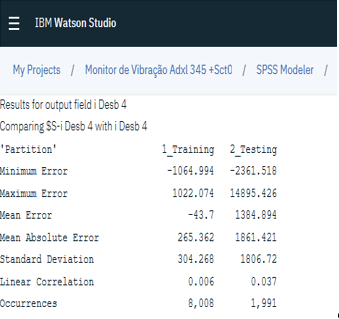 IBM Watson Studio
My Projects / Monitor de Vibração Adxl 345 +Sct0 / SPSS Modeler /
Results for output field i Desb 4
Comparing $S-i Desb 4 with i Desb 4
'Partition' 1_Training 2_Testing
Minimum Error -1064.994 -2361.518
Maximum Error 1022.074 14895.426
Mean Error -43.7 1384.894
Mean Absolute Error 265.362 1861.421
Standard Deviation 304.268 1806.72
Linear Correlation 0.006 0.037
Occurrences 8,008 1,991